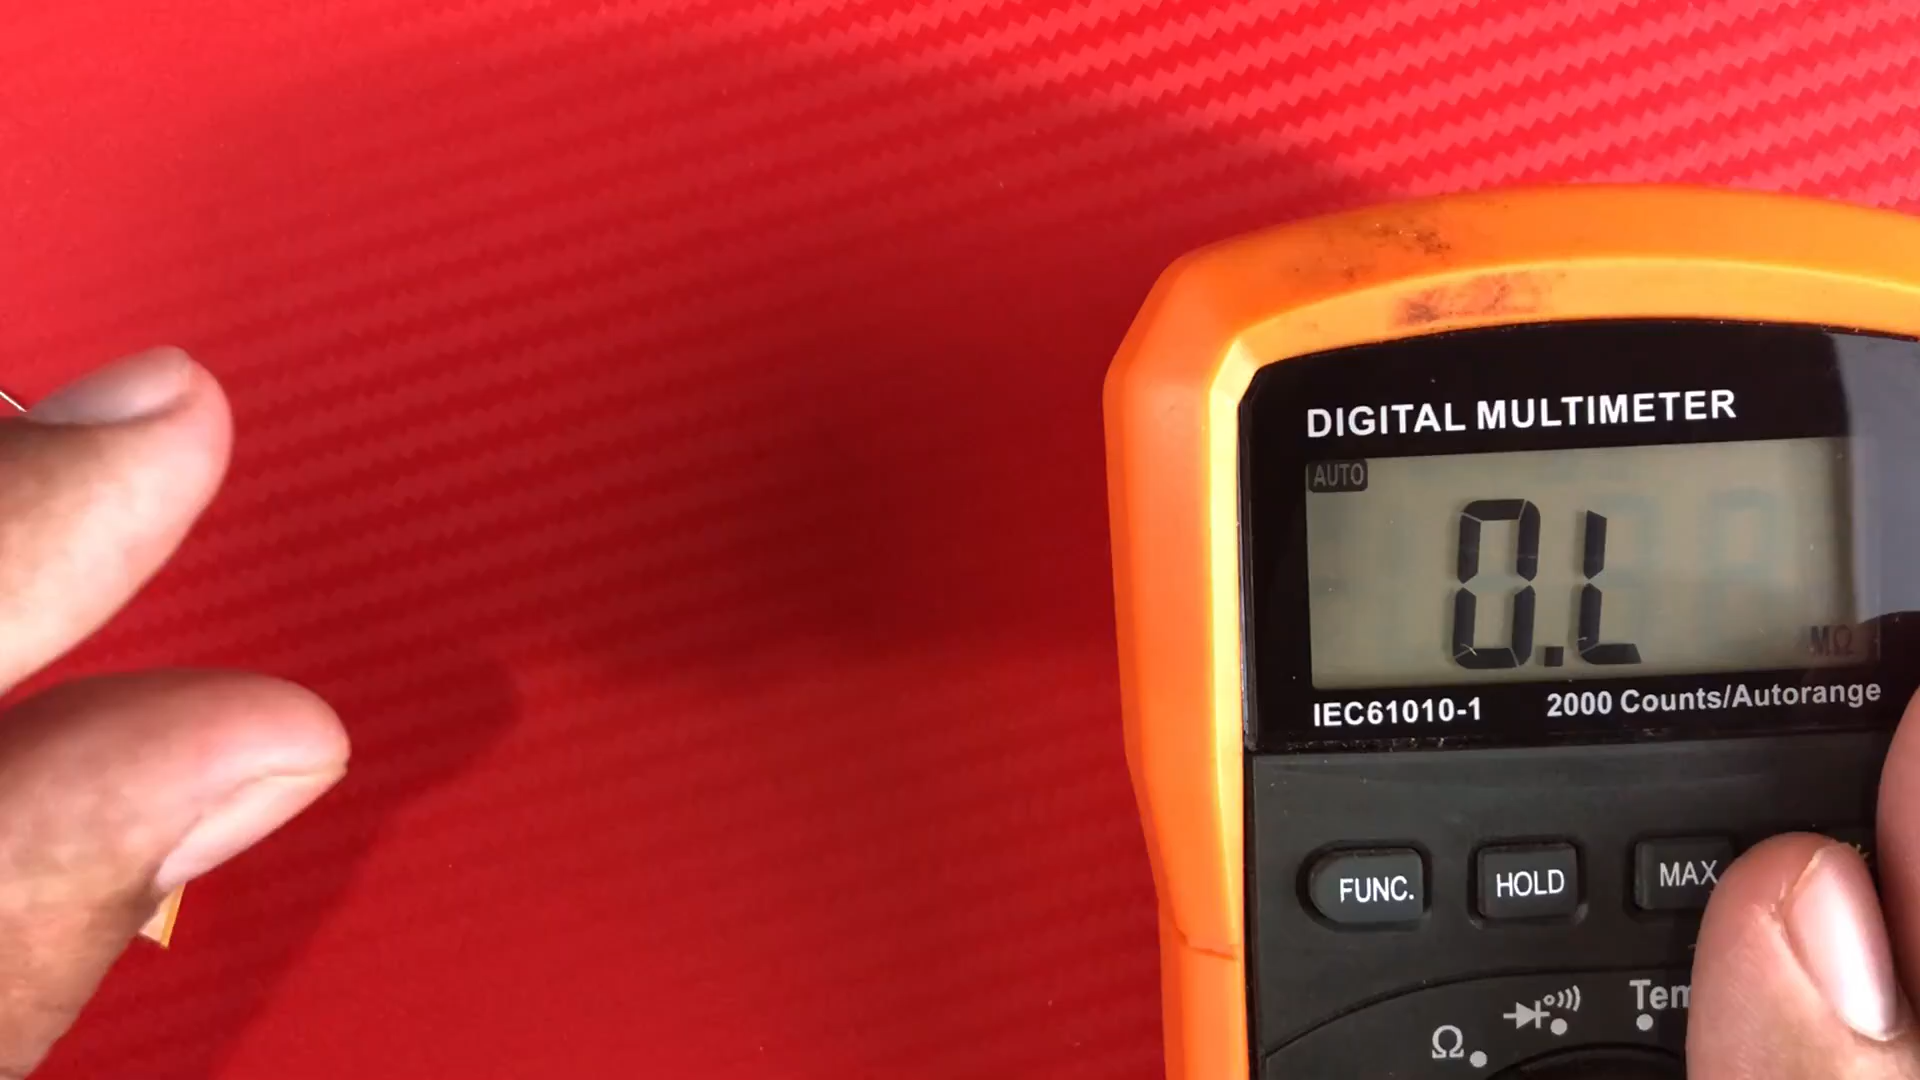 DIGITAL MULTIMETER
AUTO
0.L
MΩ
IEC61010-1 2000 Counts/Autorange
FUNC. HOLD MAX
Ω